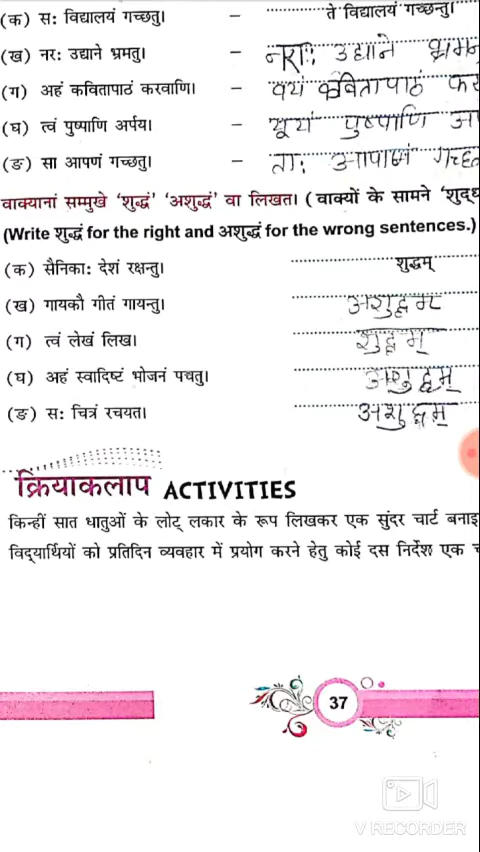 (क) सः विद्यालयं गच्छतु। – ते विद्यालयं गच्छन्तु।
(ख) नरः उद्याने भ्रमतु। – नराः उद्याने
(ग) अहं कवितापाठं करवाणि। – वयं कवितापाठं
(घ) त्वं पुष्पाणि अर्पय। – यूयं पुष्पाणि
(ङ) सा आपणं गच्छतु। – ताः
वाक्यानां सम्मुखे 'शुद्धं' 'अशुद्धं' वा लिखत। (वाक्यों के सामने
(Write शुद्धं for the right and अशुद्धं for the wrong sentences.)
(क) सैनिकाः देशं रक्षन्तु। शुद्धम्
(ख) गायकौ गीतं गायन्तु। अशुद्धम
(ग) त्वं लेखं लिख। शुद्धम्
(घ) अहं स्वादिष्टं भोजनं पचतु। अशुद्धम्
(ङ) सः चित्रं रचयत। अशुद्धम्
क्रियाकलाप ACTIVITIES
किन्हीं सात धातुओं के लोट् लकार के रूप लिखकर एक सुंदर चार्ट
विद्यार्थियों को प्रतिदिन व्यवहार में प्रयोग करने हेतु कोई दस निर्देश एक
37
V RECORDER